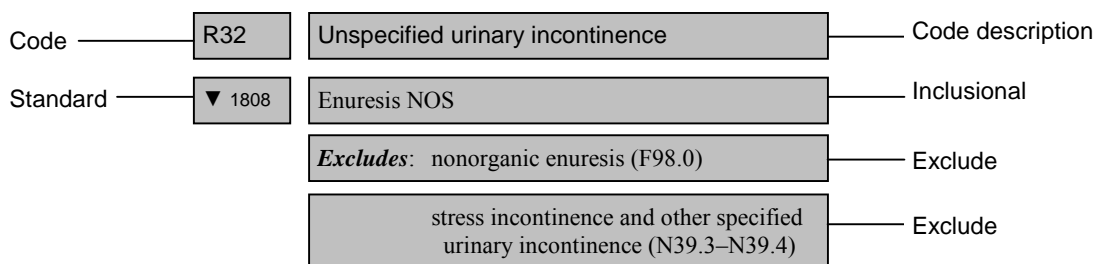 Code R32 Unspecified urinary incontinence Code description
Standard ▼ 1808 Enuresis NOS Inclusional
Excludes: nonorganic enuresis (F98.0) Exclude
stress incontinence and other specified
urinary incontinence (N39.3–N39.4) Exclude